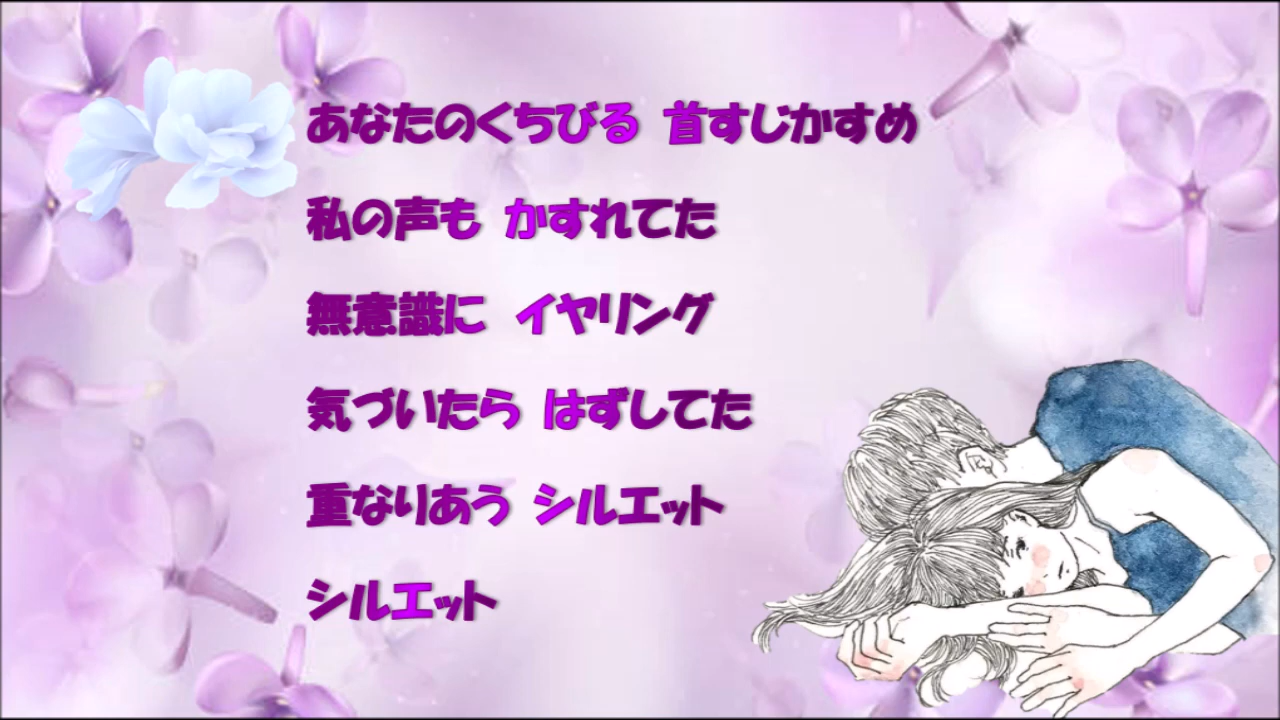 あなたのくちびる 首すじかすめ
私の声も かすれてた
無意識に イヤリング
気づいたら はずしてた
重なりあう シルエット
シルエット